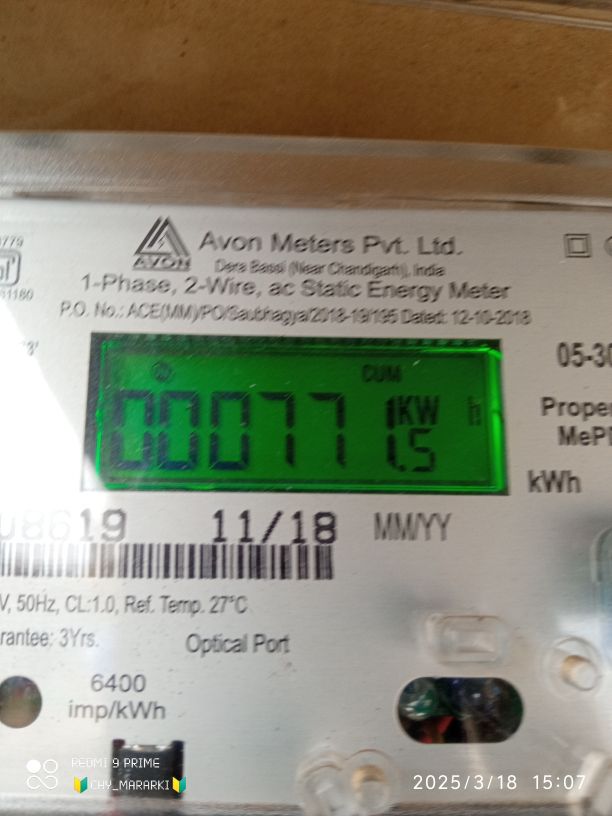 AVON
Avon Meters Pvt. Ltd.
Dera Bassi (Near Chandigarh), India
1-Phase, 2-Wire, ac Static Energy Meter
P.O. No.: ACE(MM)/PO/Saubhagya/2018-19/195 Dated: 12-10-2018
CUM
000771.5 KW h
05-30
Proper
MePD
kWh
08619 11/18 MM/YY
V, 50Hz, CL:1.0, Ref. Temp. 27°C
rantee: 3Yrs. Optical Port
6400
imp/kWh
REDMI 9 PRIME
CHY_MARARKI
2025/3/18 15:07